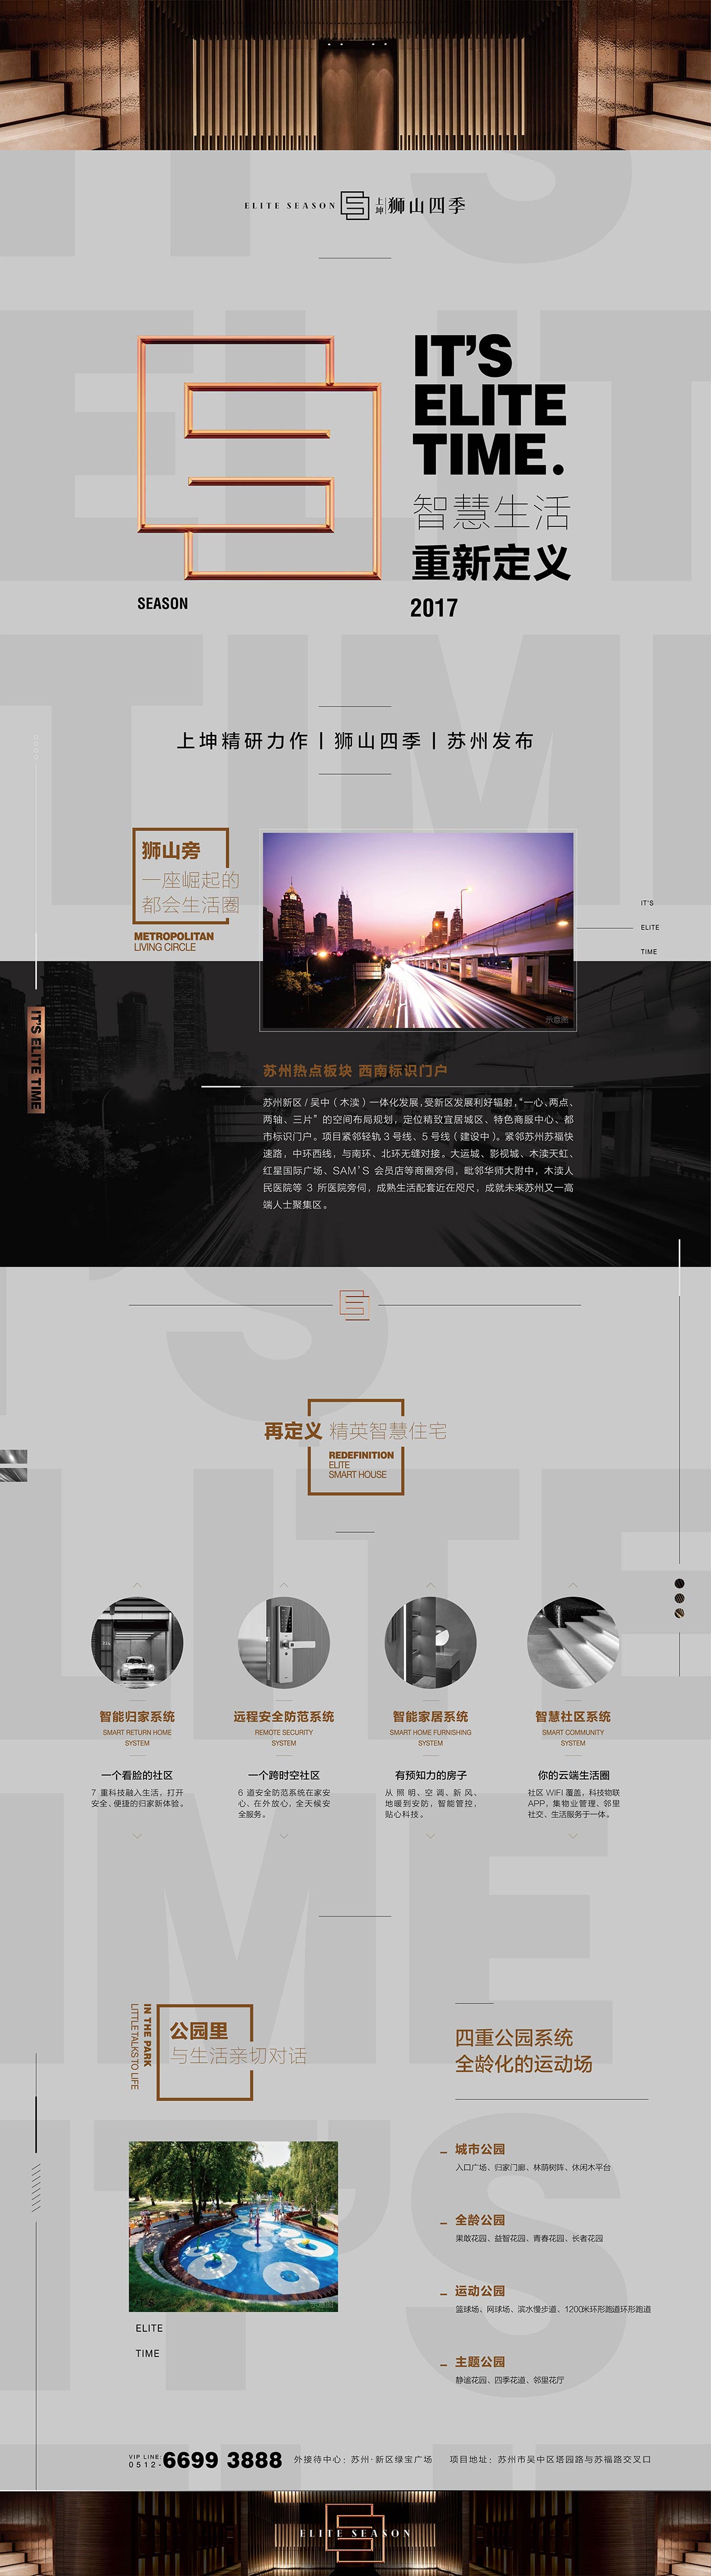 ELITE SEASON 上坤 狮山四季
IT'S
ELITE
TIME.
智慧生活
重新定义
SEASON
2017
上坤精研力作丨狮山四季丨苏州发布
狮山旁
一座崛起的
都会生活圈
METROPOLITAN
LIVING CIRCLE
示意图
IT'S
ELITE
TIME
IT'S ELITE TIME
苏州热点板块 西南标识门户
苏州新区/吴中（木渎）一体化发展,受新区发展利好辐射,“一心、两点、
两轴、三片”的空间布局规划，定位精致宜居城区、特色商服中心、都
市标识门户。项目紧邻轻轨3号线、5号线（建设中）。紧邻苏州苏福快
速路，中环西线，与南环、北环无缝对接。大运城、影视城、木渎天虹、
红星国际广场、SAM'S 会员店等商圈旁伺，毗邻华师大附中，木渎人
民医院等 3 所医院旁伺，成熟生活配套近在咫尺，成就未来苏州又一高
端人士聚集区。
再定义 精英智慧住宅
REDEFINITION
ELITE
SMART HOUSE
智能归家系统
SMART RETURN HOME
SYSTEM
一个看脸的社区
7 重科技融入生活，打开
安全、便捷的归家新体验。
远程安全防范系统
REMOTE SECURITY
SYSTEM
一个跨时空社区
6 道安全防范系统在家安
心、在外放心，全天候安
全服务。
智能家居系统
SMART HOME FURNISHING
SYSTEM
有预知力的房子
从照明、空调、新风、
地暖到安防，智能管控，
贴心科技。
智慧社区系统
SMART COMMUNITY
SYSTEM
你的云端生活圈
社区 WIFI 覆盖，科技物联
APP，集物业管理、邻里
社交、生活服务于一体。
IN THE PARK
LITTLE TALKS TO LIFE
公园里
与生活亲切对话
四重公园系统
全龄化的运动场
城市公园
入口广场、归家门廊、林荫树阵、休闲木平台
全龄公园
果敢花园、益智花园、青春花园、长者花园
运动公园
篮球场、网球场、滨水慢步道、1200米环形跑道环形跑道
主题公园
静谧花园、四季花道、邻里花厅
IT'S
ELITE
TIME
VIP LINE:
0512-6699 3888
外接待中心：苏州·新区绿宝广场
项目地址：苏州市吴中区塔园路与苏福路交叉口
ELITE SEASON